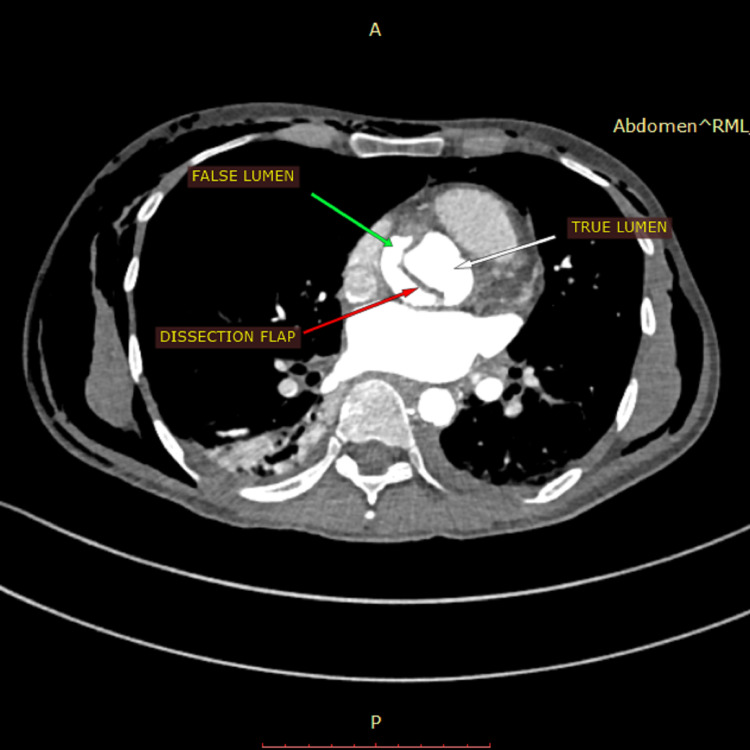 A
Abdomen^RML
FALSE LUMEN
TRUE LUMEN
DISSECTION FLAP
P